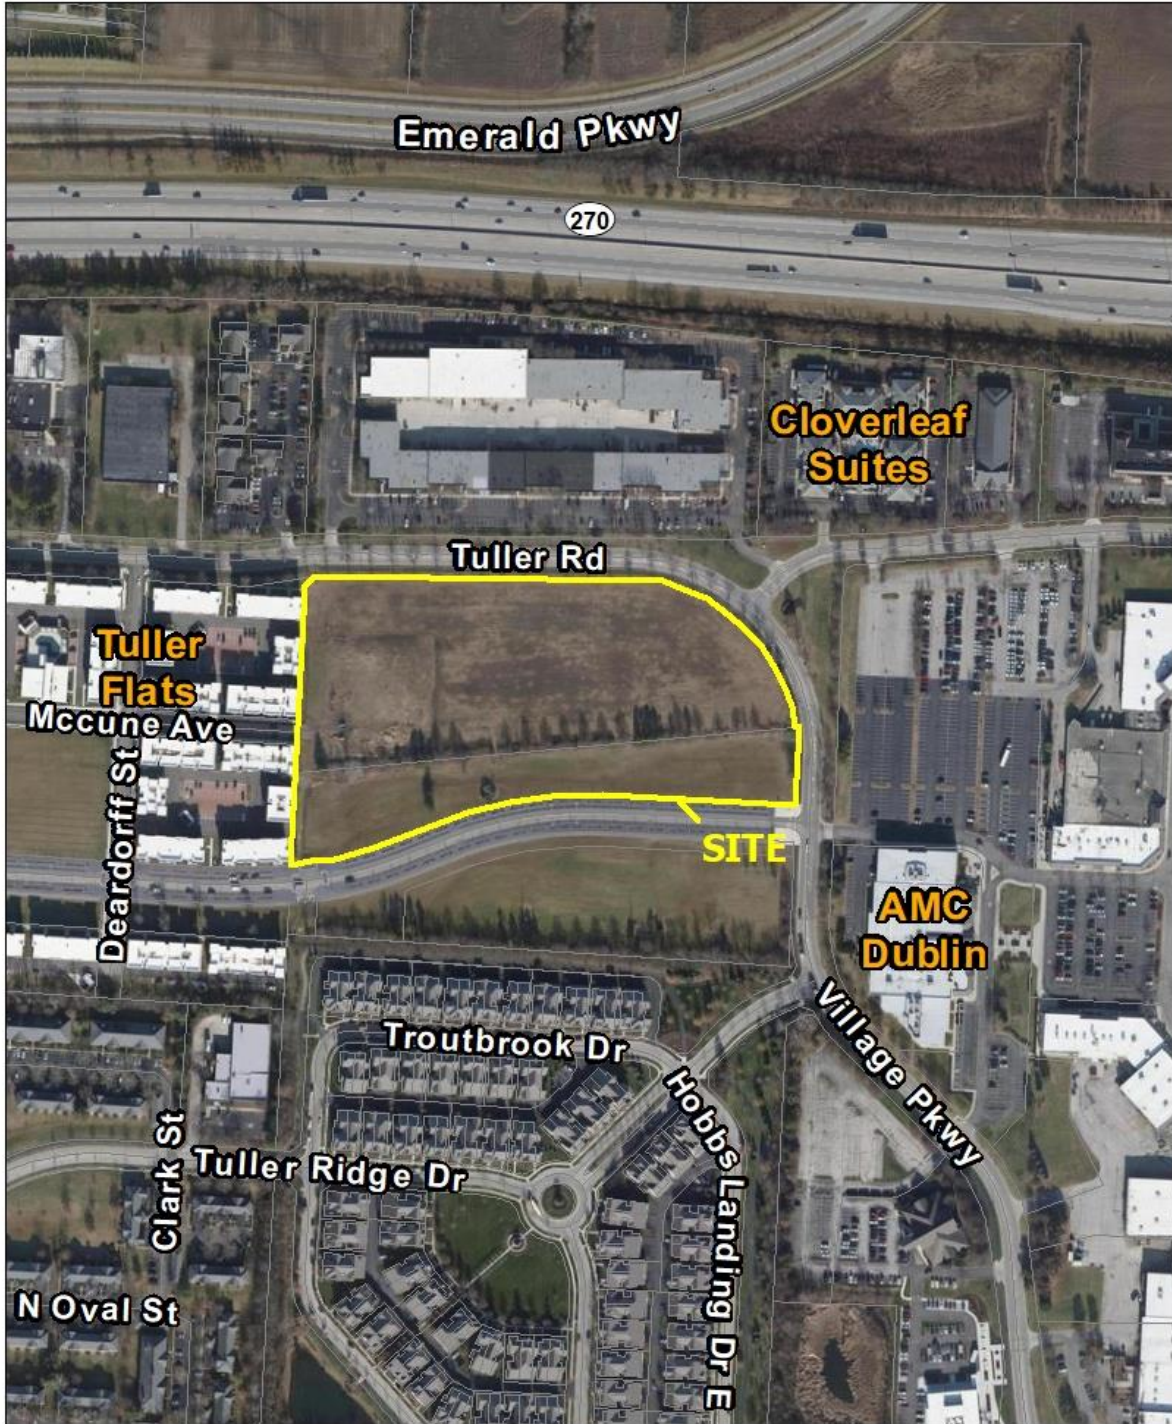 Emerald Pkwy
270
Cloverleaf
Suites
Tuller Rd
Tuller
Flats
Mccune Ave
Deardorff St
SITE
AMC
Dublin
Village Pkwy
Troutbrook Dr
Hobbs Landing Dr E
Clark St
Tuller Ridge Dr
N Oval St